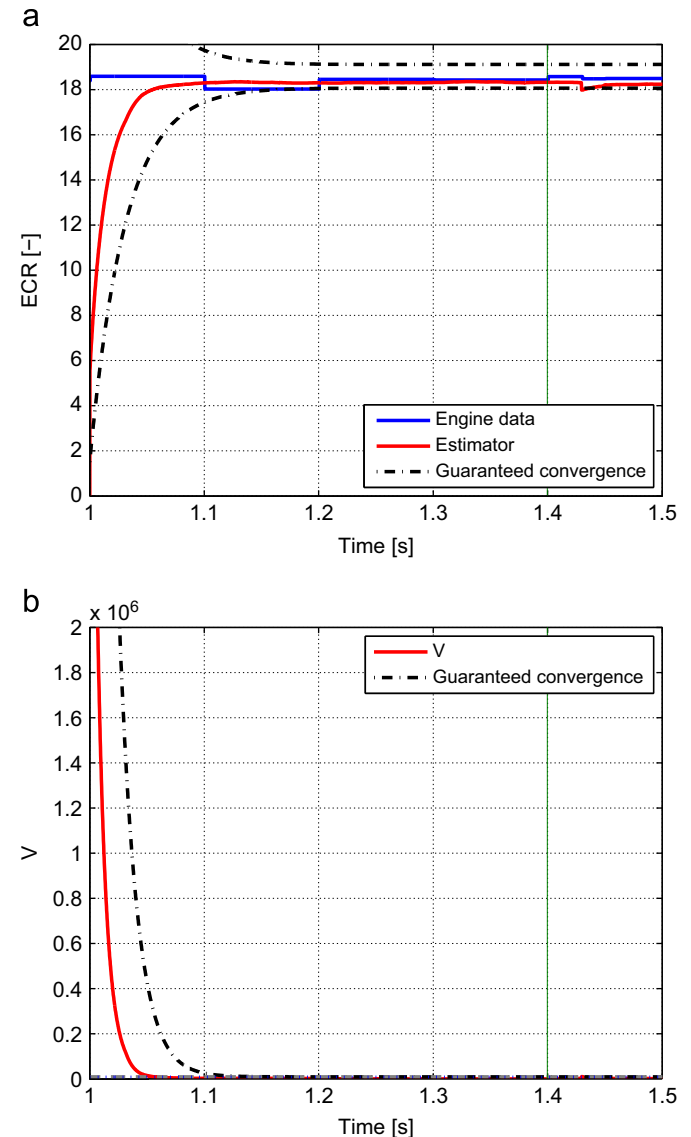 a
20
18
16
14
12
10
8
6
4
2
0
ECR [−]
Engine data
Estimator
Guaranteed convergence
1 1.1 1.2 1.3 1.4 1.5
Time [s]
b
x 10^6
2
1.8
1.6
1.4
1.2
1
0.8
0.6
0.4
0.2
0
V
V
Guaranteed convergence
1 1.1 1.2 1.3 1.4 1.5
Time [s]